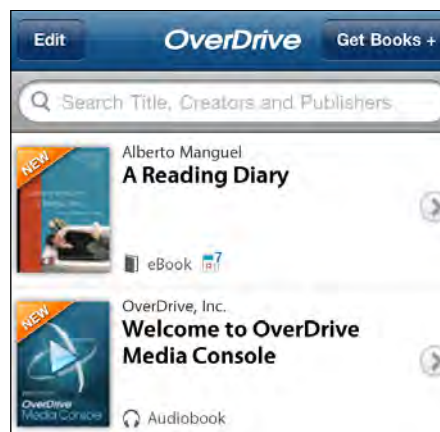 Edit
OverDrive
Get Books +
Search Title, Creators and Publishers
NEW
Alberto Manguel
A Reading Diary
eBook
7
NEW
OverDrive, Inc.
Welcome to OverDrive
Media Console
OverDrive
Media Console
Audiobook